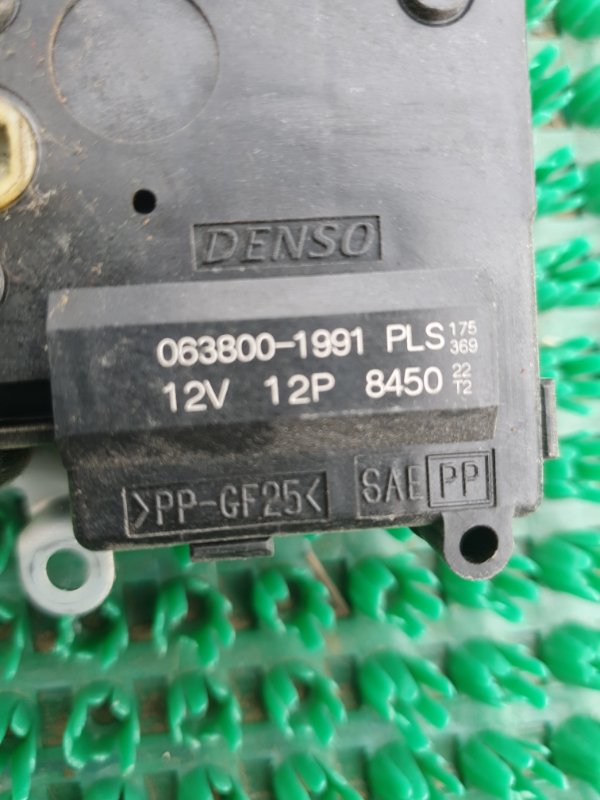 DENSO
063800-1991 PLS 175 369
12V 12P 8450 22 T2
>PP-GF25< SAE PP